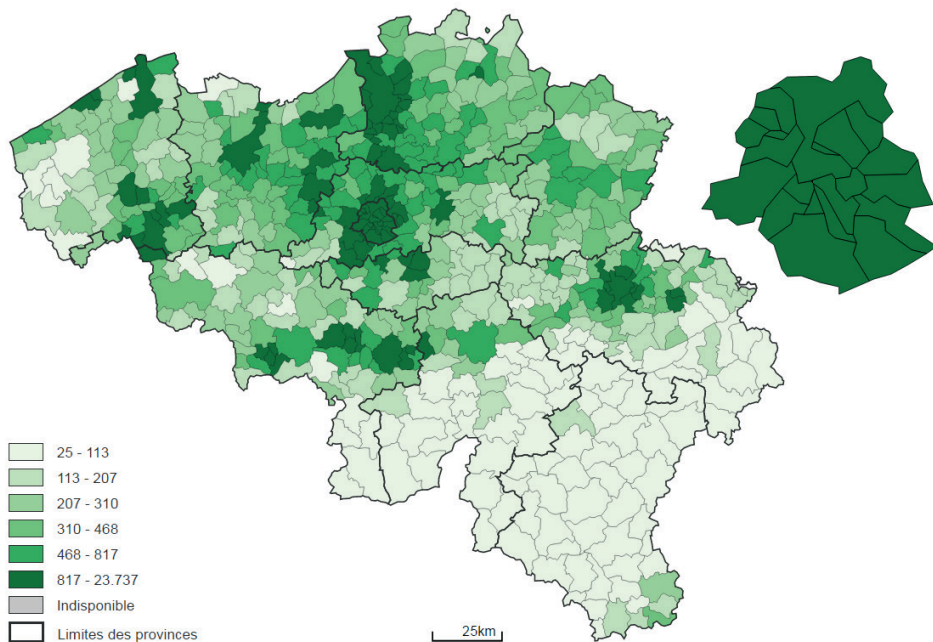 25 - 113
113 - 207
207 - 310
310 - 468
468 - 817
817 - 23.737
Indisponible
Limites des provinces
25km